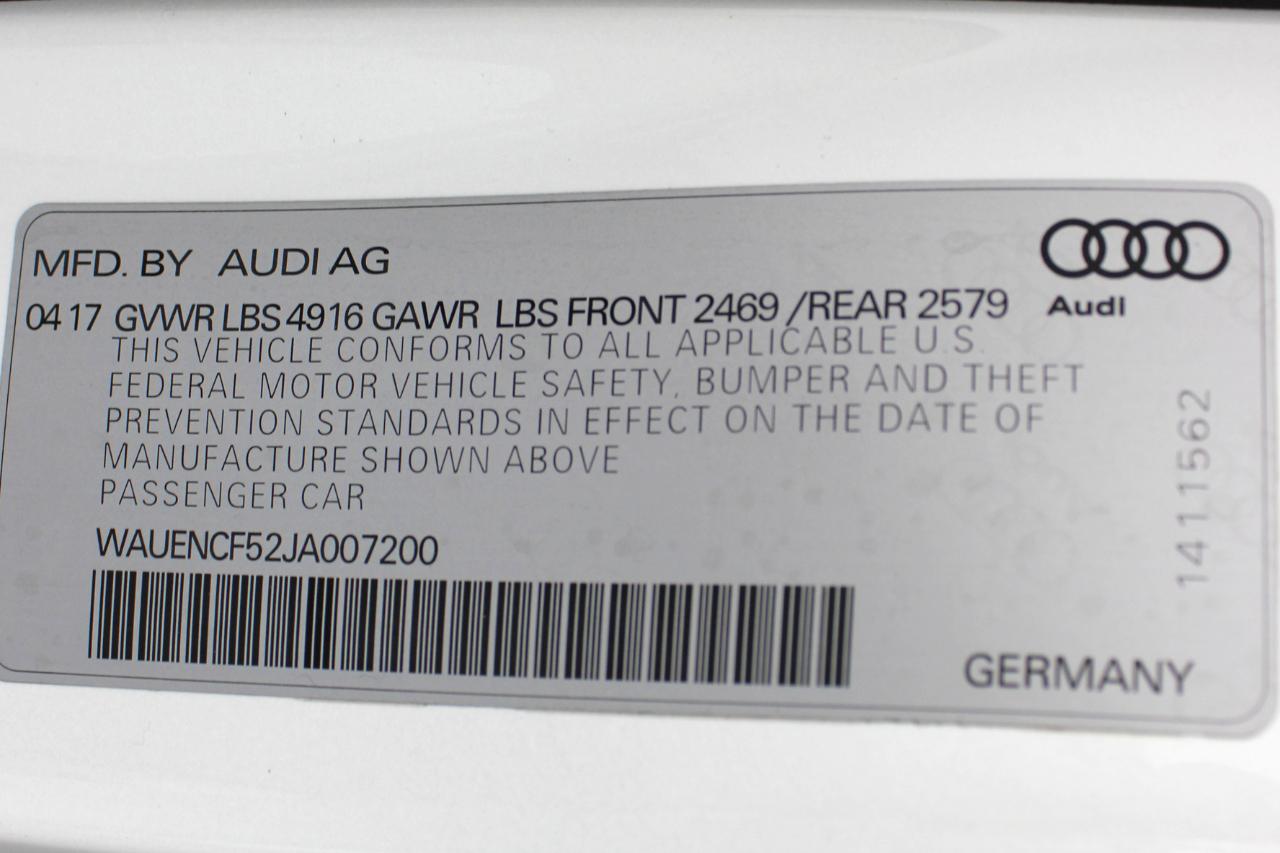 MFD. BY AUDI AG
Audi
04 17 GVWR LBS 4916 GAWR LBS FRONT 2469 /REAR 2579
THIS VEHICLE CONFORMS TO ALL APPLICABLE U.S.
FEDERAL MOTOR VEHICLE SAFETY, BUMPER AND THEFT
PREVENTION STANDARDS IN EFFECT ON THE DATE OF
MANUFACTURE SHOWN ABOVE
PASSENGER CAR
WAUENCF52JA007200
1411562
GERMANY